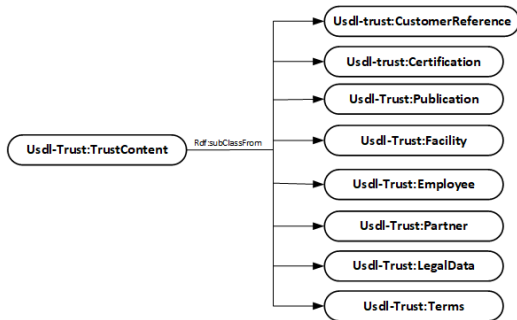 Usdl-trust:CustomerReference
Usdl-trust:Certification
Usdl-Trust:Publication
Usdl-Trust:TrustContent
Rdf:subClassFrom
Usdl-Trust:Facility
Usdl-Trust:Employee
Usdl-Trust:Partner
Usdl-Trust:LegalData
Usdl-Trust:Terms